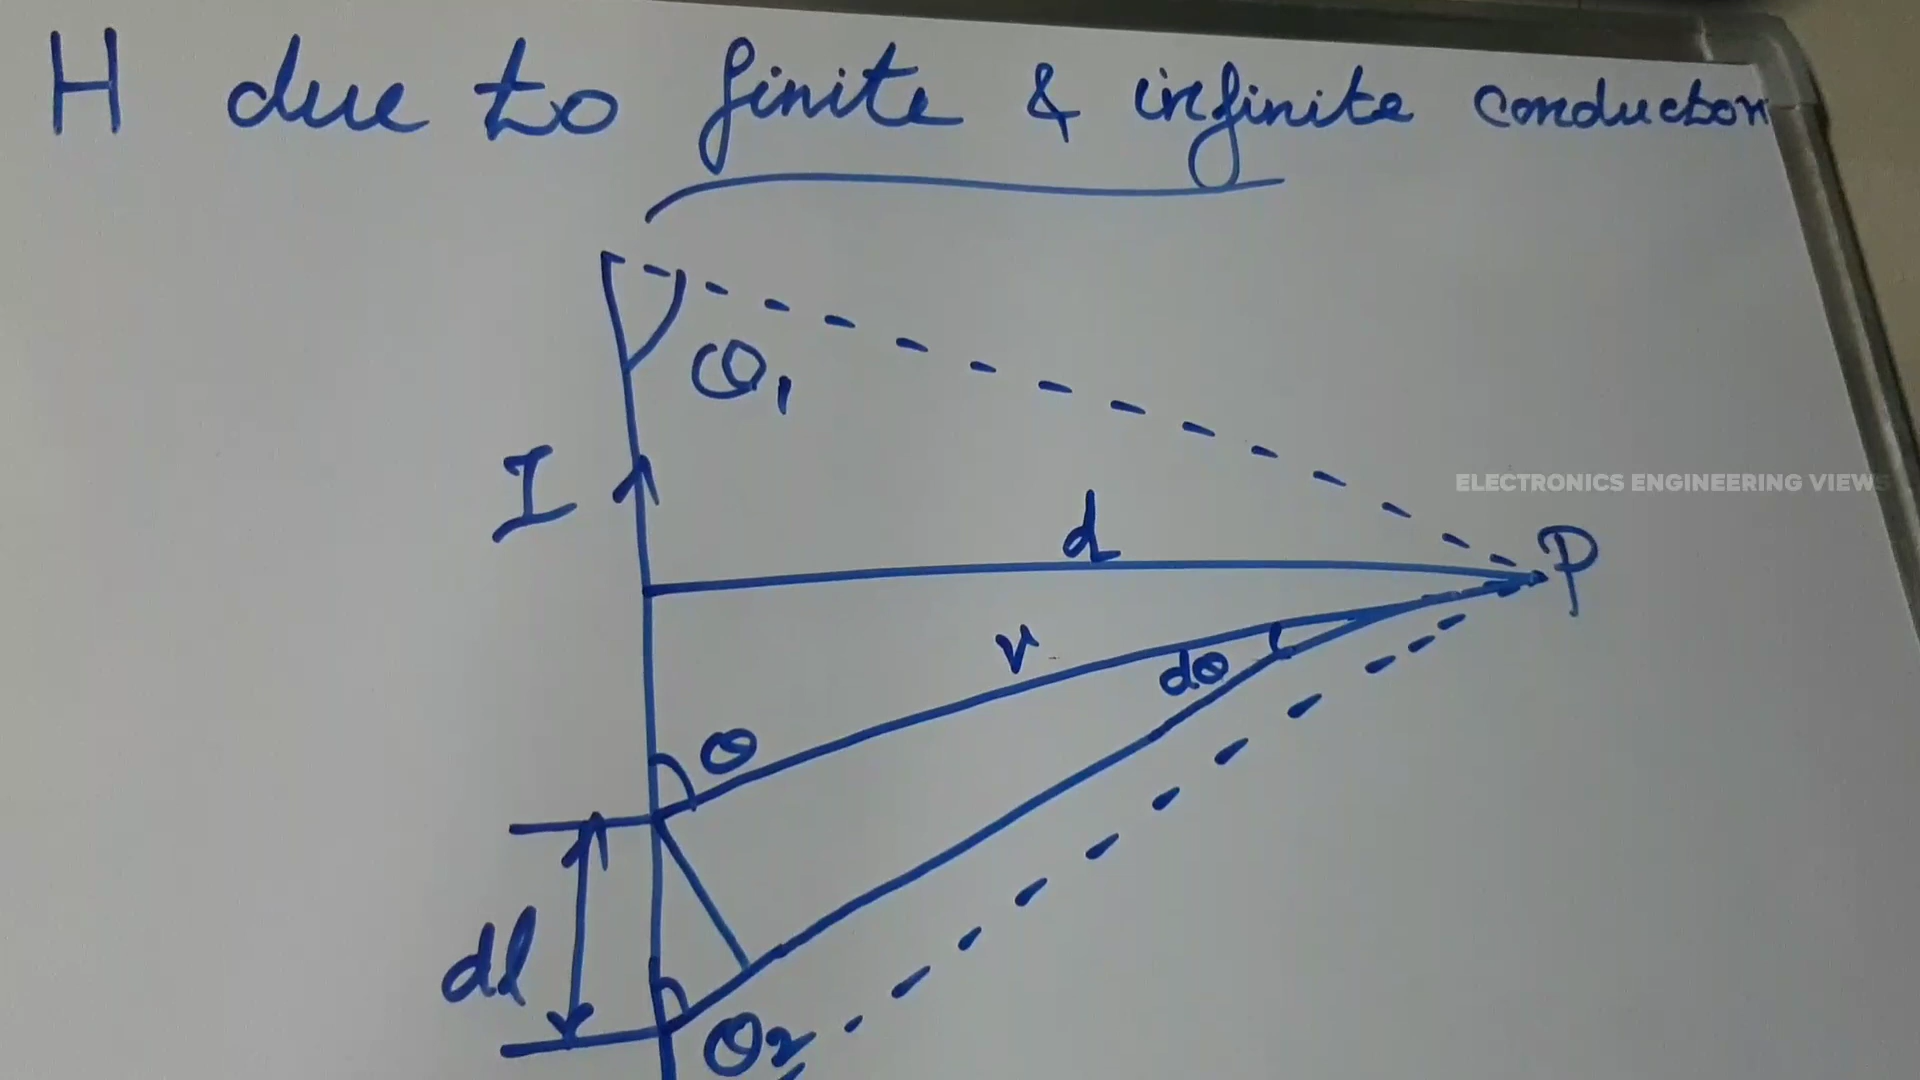 H due to finite & infinite conductor
θ₁
I
ELECTRONICS ENGINEERING VIEWS
d
P
r
dθ
θ
dl
θ₂